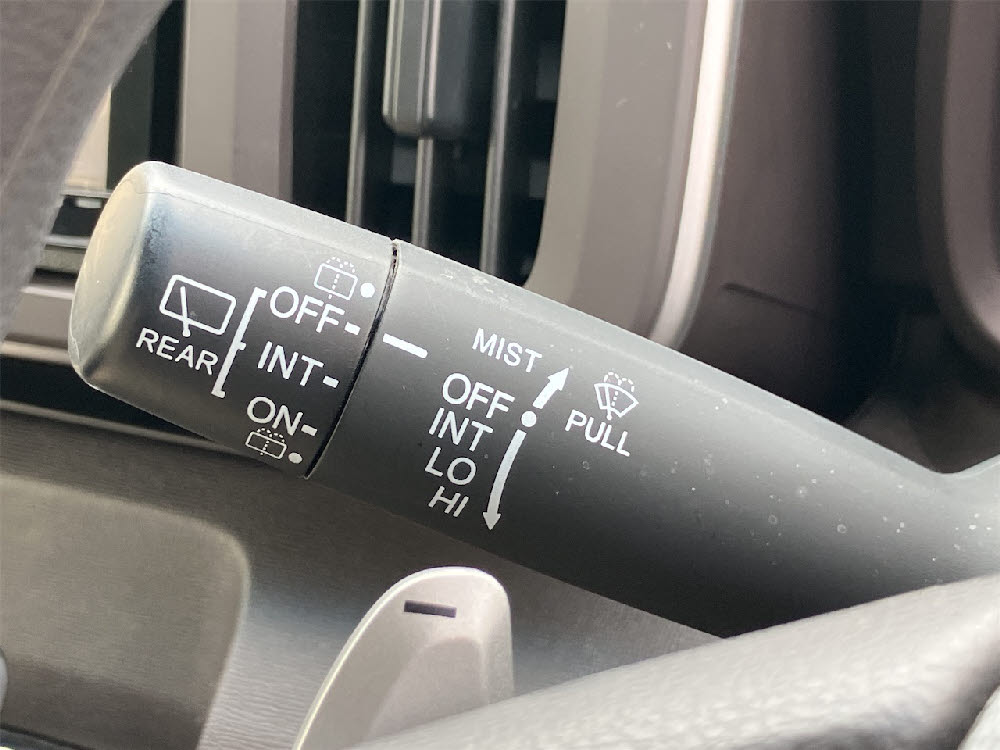 REAR
OFF
INT
ON
MIST
OFF
INT
LO
HI
PULL